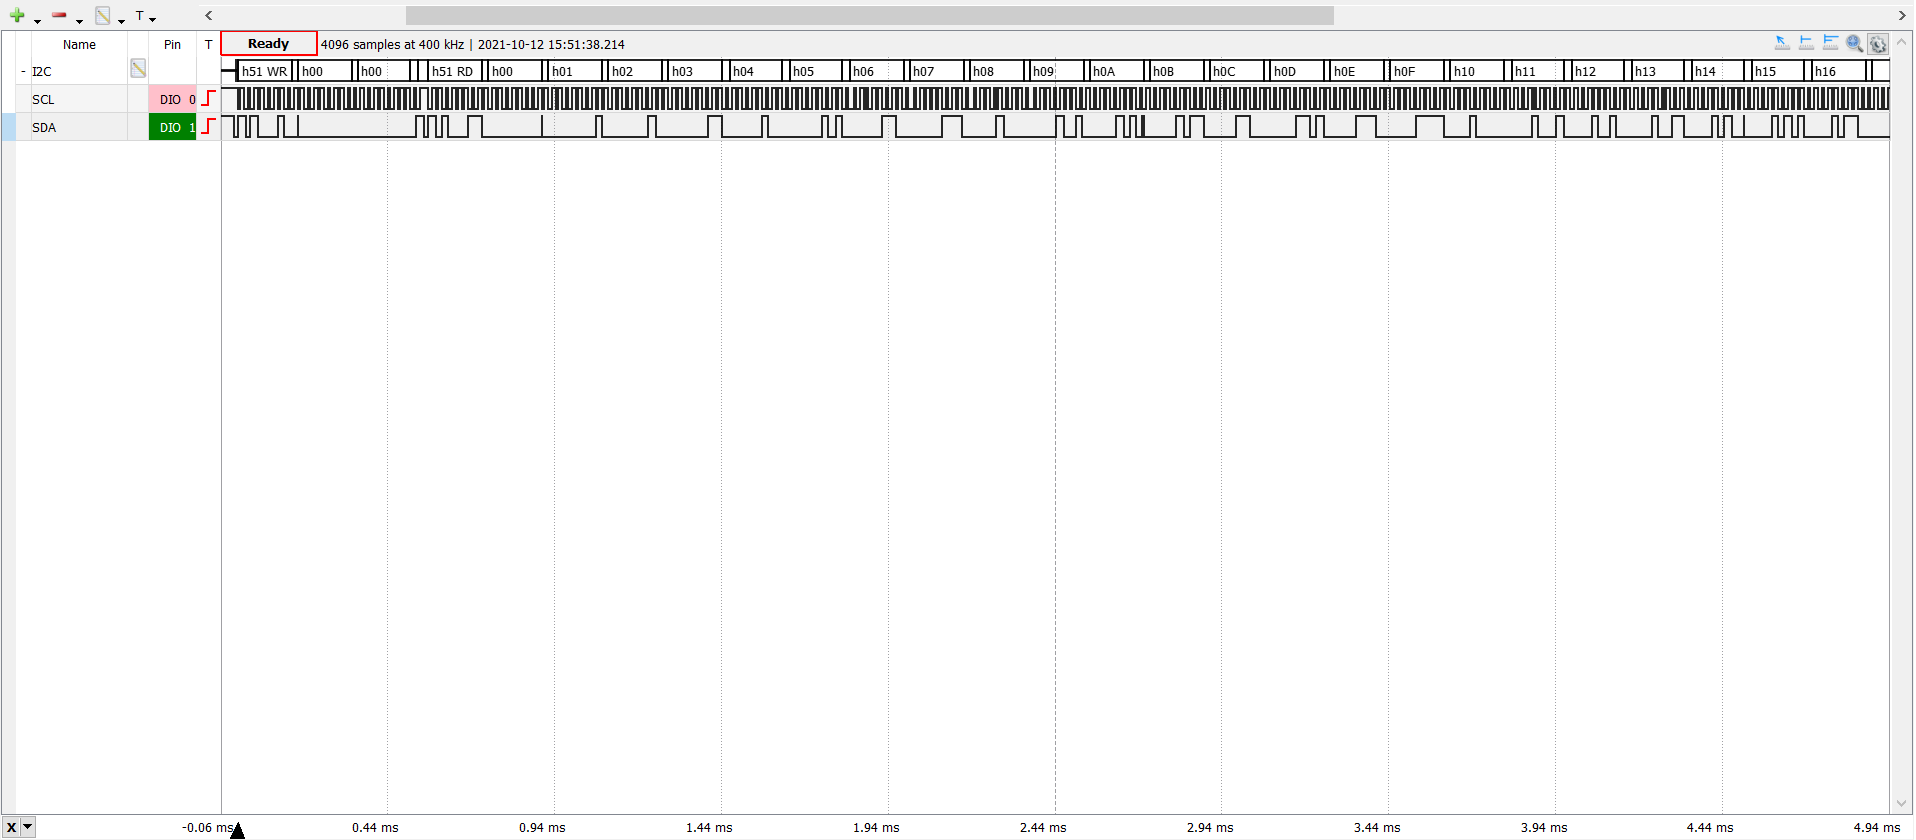 T
Name Pin T Ready 4096 samples at 400 kHz | 2021-10-12 15:51:38.214
- I2C h51 WR h00 h00 h51 RD h00 h01 h02 h03 h04 h05 h06 h07 h08 h09 h0A h0B h0C h0D h0E h0F h10 h11 h12 h13 h14 h15 h16
SCL DIO 0
SDA DIO 1
X -0.06 ms 0.44 ms 0.94 ms 1.44 ms 1.94 ms 2.44 ms 2.94 ms 3.44 ms 3.94 ms 4.44 ms 4.94 ms